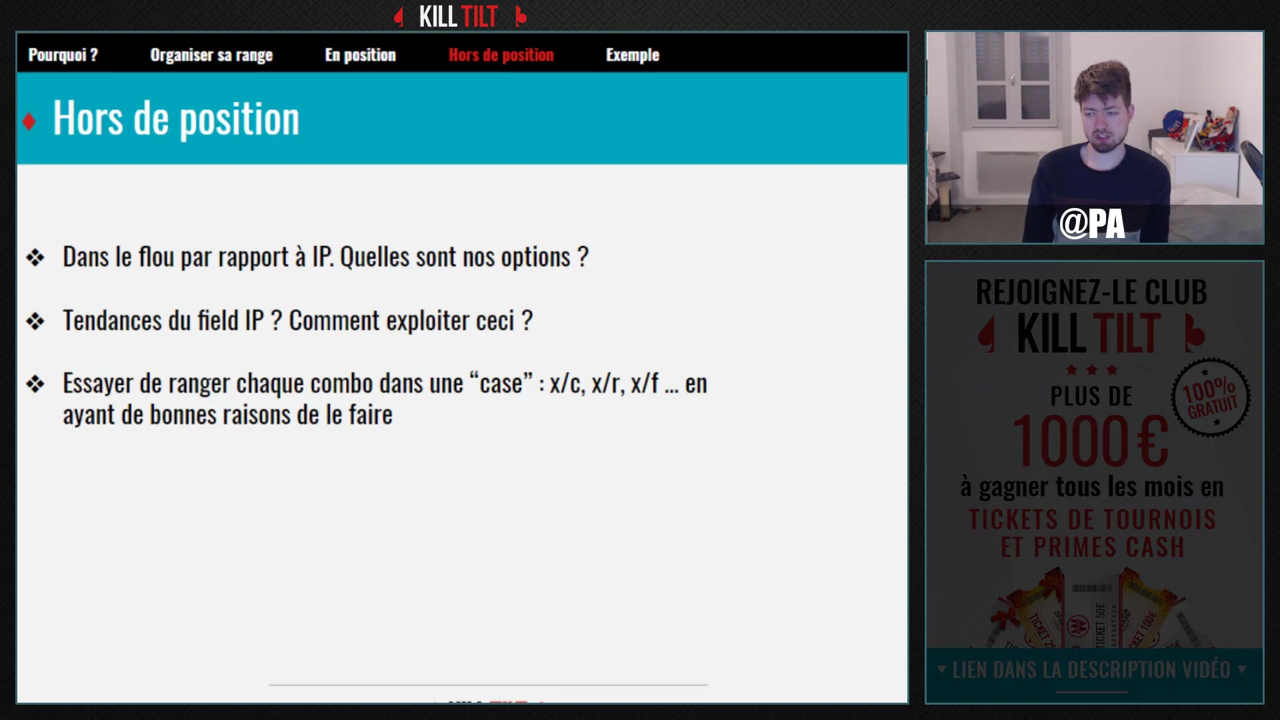 KILL TILT
Pourquoi ? Organiser sa range En position Hors de position Exemple
Hors de position
Dans le flou par rapport à IP. Quelles sont nos options ?
Tendances du field IP ? Comment exploiter ceci ?
Essayer de ranger chaque combo dans une “case” : x/c, x/r, x/f ... en
ayant de bonnes raisons de le faire
@PA
REJOIGNEZ-LE CLUB
KILL TILT
PLUS DE
100%
GRATUIT
1000€
à gagner tous les mois en
TICKETS DE TOURNOIS
ET PRIMES CASH
TICKET 50€
LIEN DANS LA DESCRIPTION VIDÉO